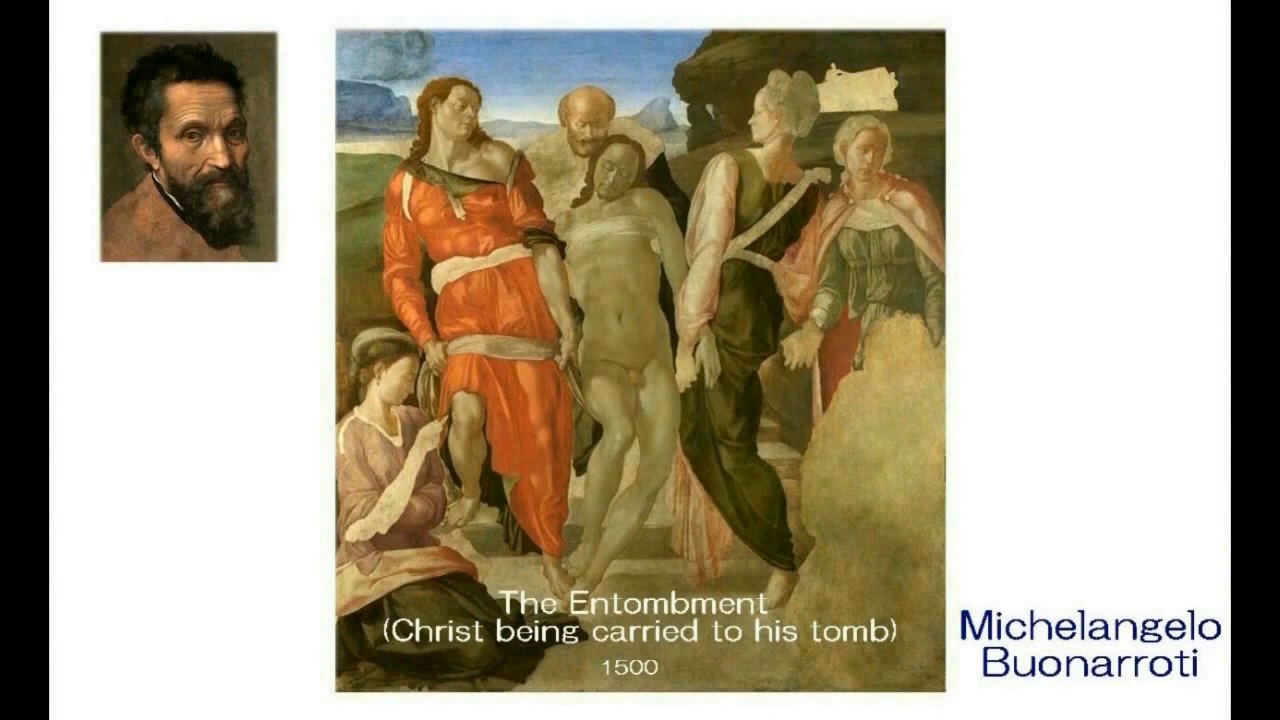 The Entombment
(Christ being carried to his tomb)
1500
Michelangelo
Buonarroti